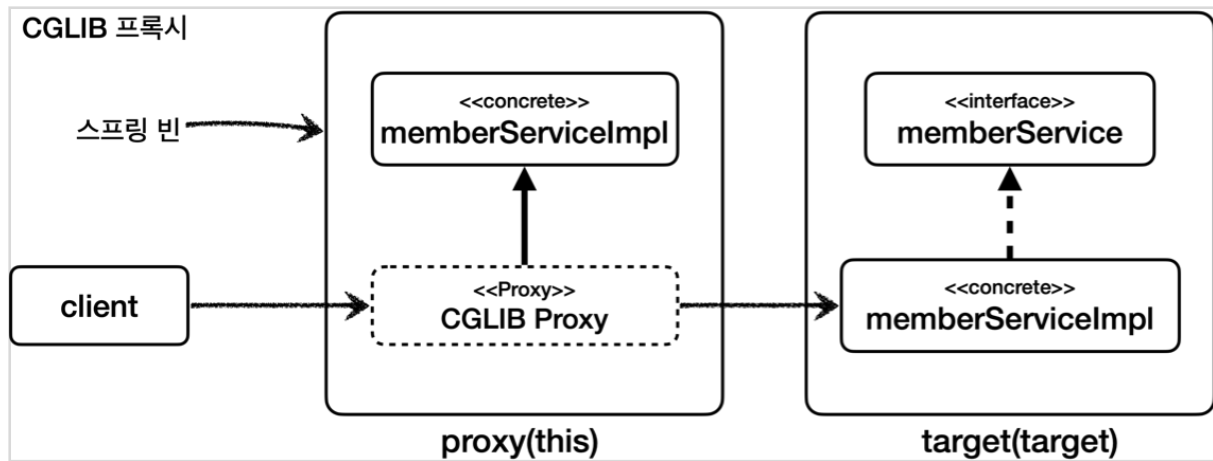 CGLIB 프록시
스프링 빈
<<concrete>>
memberServiceImpl
<<interface>>
memberService
client
<<Proxy>>
CGLIB Proxy
<<concrete>>
memberServiceImpl
proxy(this)
target(target)